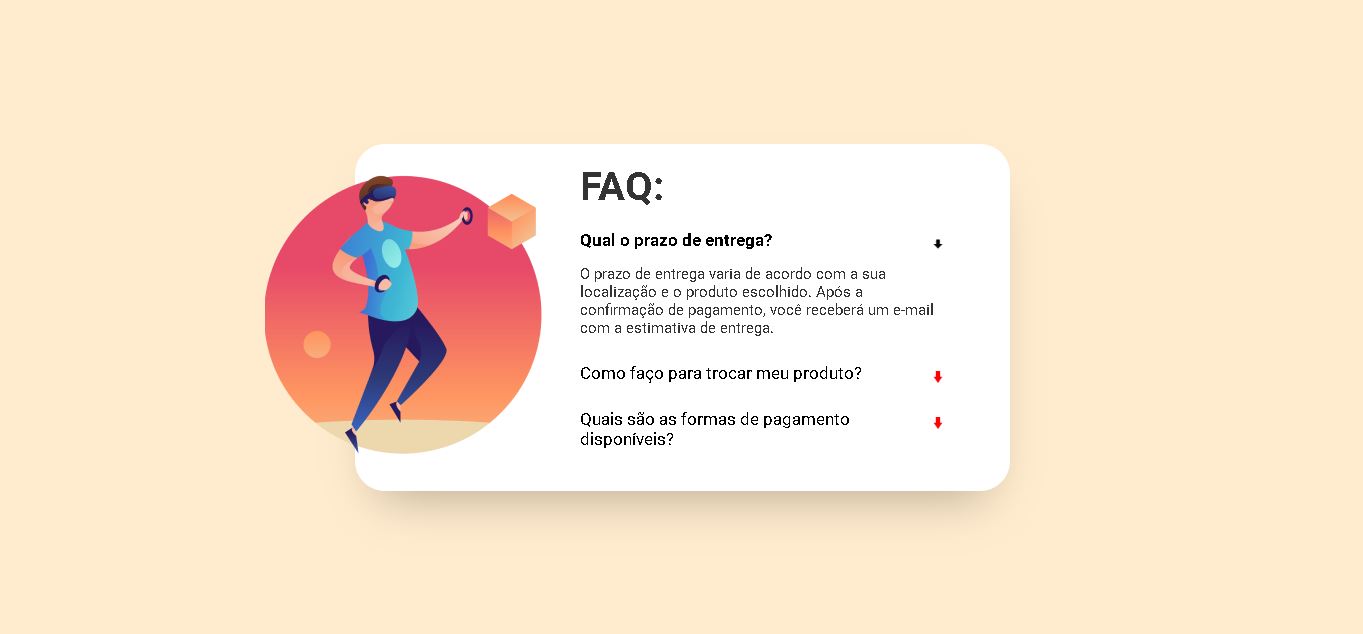 FAQ:
Qual o prazo de entrega?
O prazo de entrega varia de acordo com a sua
localização e o produto escolhido. Após a
confirmação de pagamento, você receberá um e-mail
com a estimativa de entrega.
Como faço para trocar meu produto?
Quais são as formas de pagamento
disponíveis?